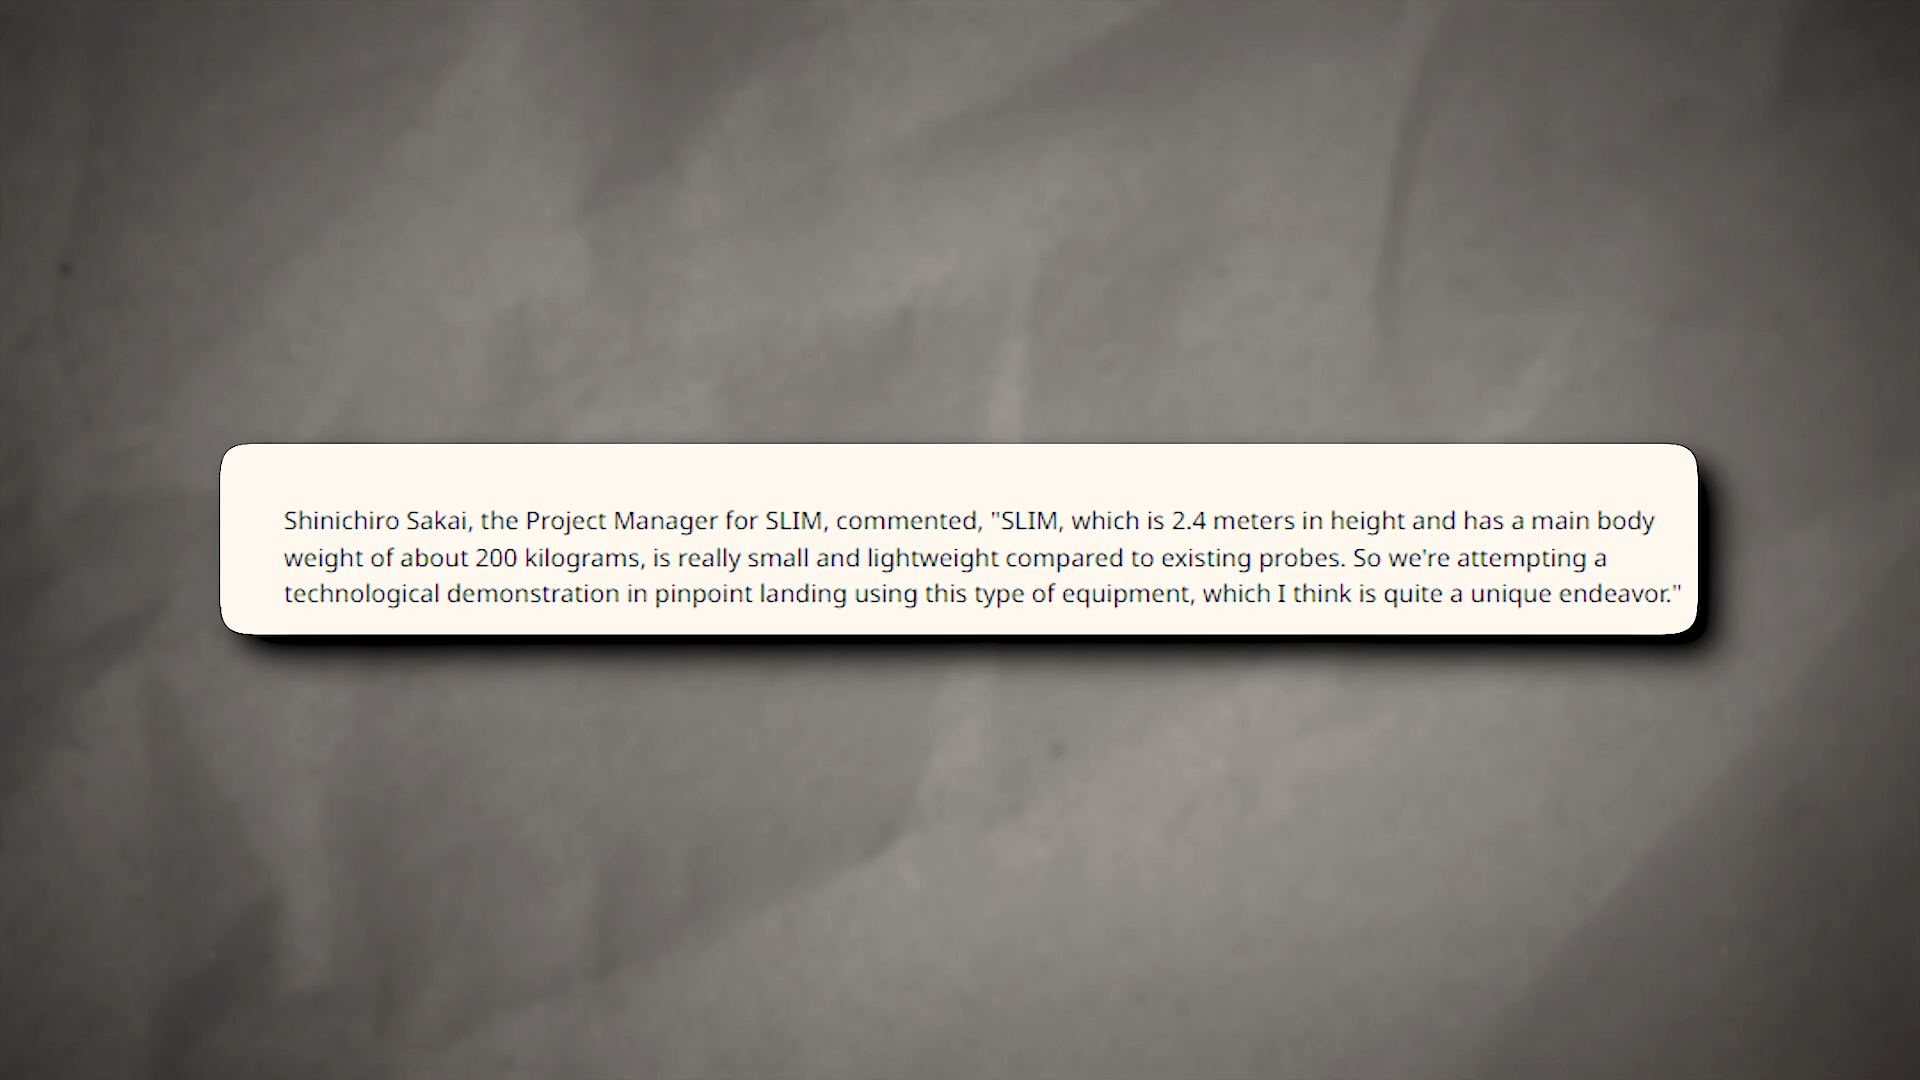 Shinichiro Sakai, the Project Manager for SLIM, commented, "SLIM, which is 2.4 meters in height and has a main body
weight of about 200 kilograms, is really small and lightweight compared to existing probes. So we're attempting a
technological demonstration in pinpoint landing using this type of equipment, which I think is quite a unique endeavor."